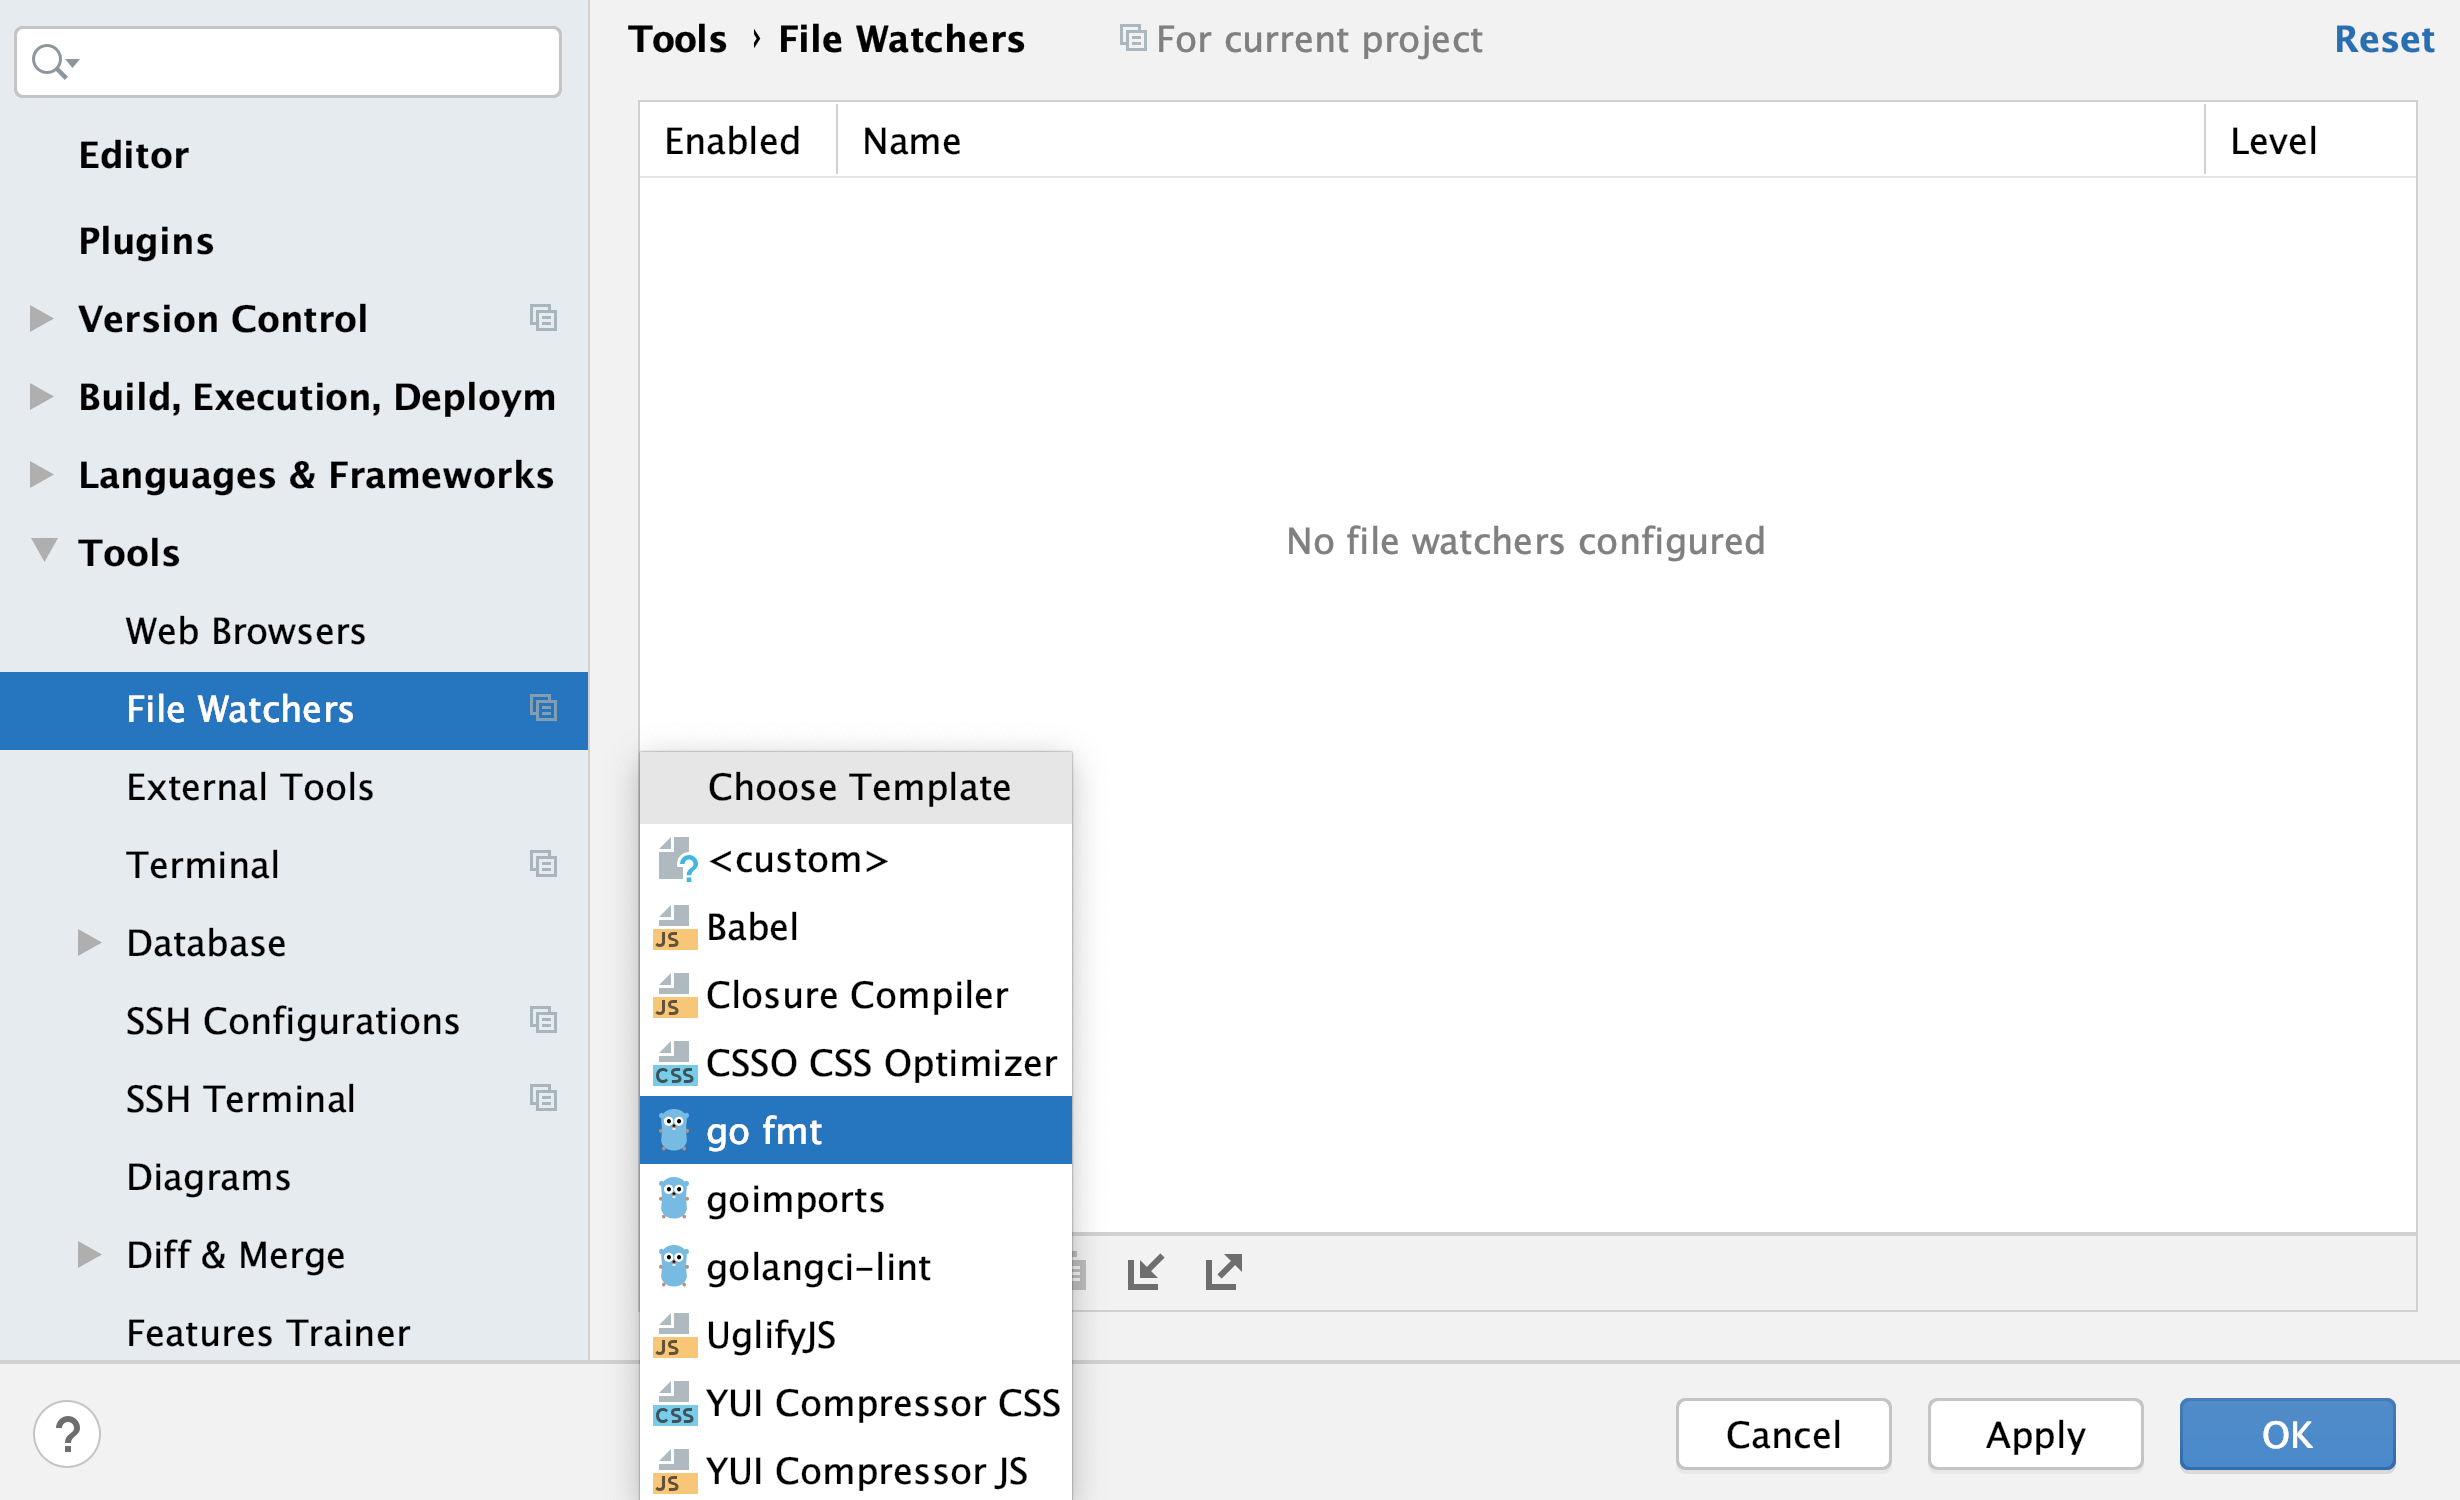 Editor
Plugins
Version Control
Build, Execution, Deploym
Languages & Frameworks
Tools
Web Browsers
File Watchers
External Tools
Terminal
Database
SSH Configurations
SSH Terminal
Diagrams
Diff & Merge
Features Trainer
?
Tools › File Watchers
For current project
Reset
Enabled Name Level
No file watchers configured
Choose Template
? <custom>
JS Babel
JS Closure Compiler
CSS CSSO CSS Optimizer
go fmt
goimports
golangci-lint
JS UglifyJS
CSS YUI Compressor CSS
JS YUI Compressor JS
Cancel Apply OK